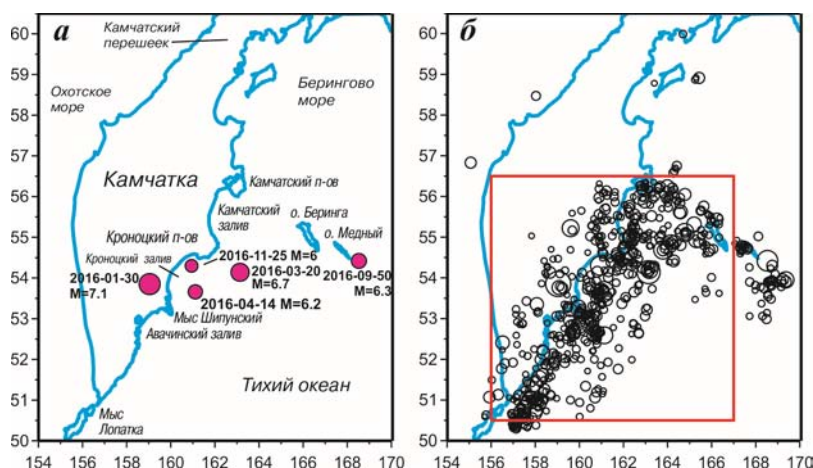 а
Камчатский
перешеек
Охотское
море
Берингово
море
Камчатка
Камчатский п-ов
Камчатский
залив
о. Беринга
о. Медный
Кроноцкий п-ов
Кроноцкий залив
2016-11-25 M=6
2016-01-30
M=7.1
2016-03-20
M=6.7
2016-09-50
M=6.3
2016-04-14 M=6.2
Мыс Шипунский
Авачинский залив
Тихий океан
Мыс
Лопатка
60
59
58
57
56
55
54
53
52
51
50
154 156 158 160 162 164 166 168 170
б
60
59
58
57
56
55
54
53
52
51
50
154 156 158 160 162 164 166 168 170